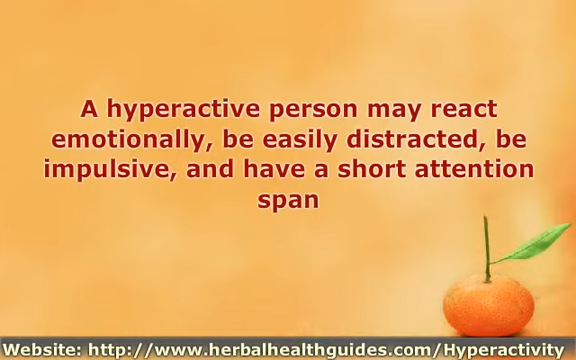 A hyperactive person may react
emotionally, be easily distracted, be
impulsive, and have a short attention
span
Website: http://www.herbalhealthguides.com/Hyperactivity